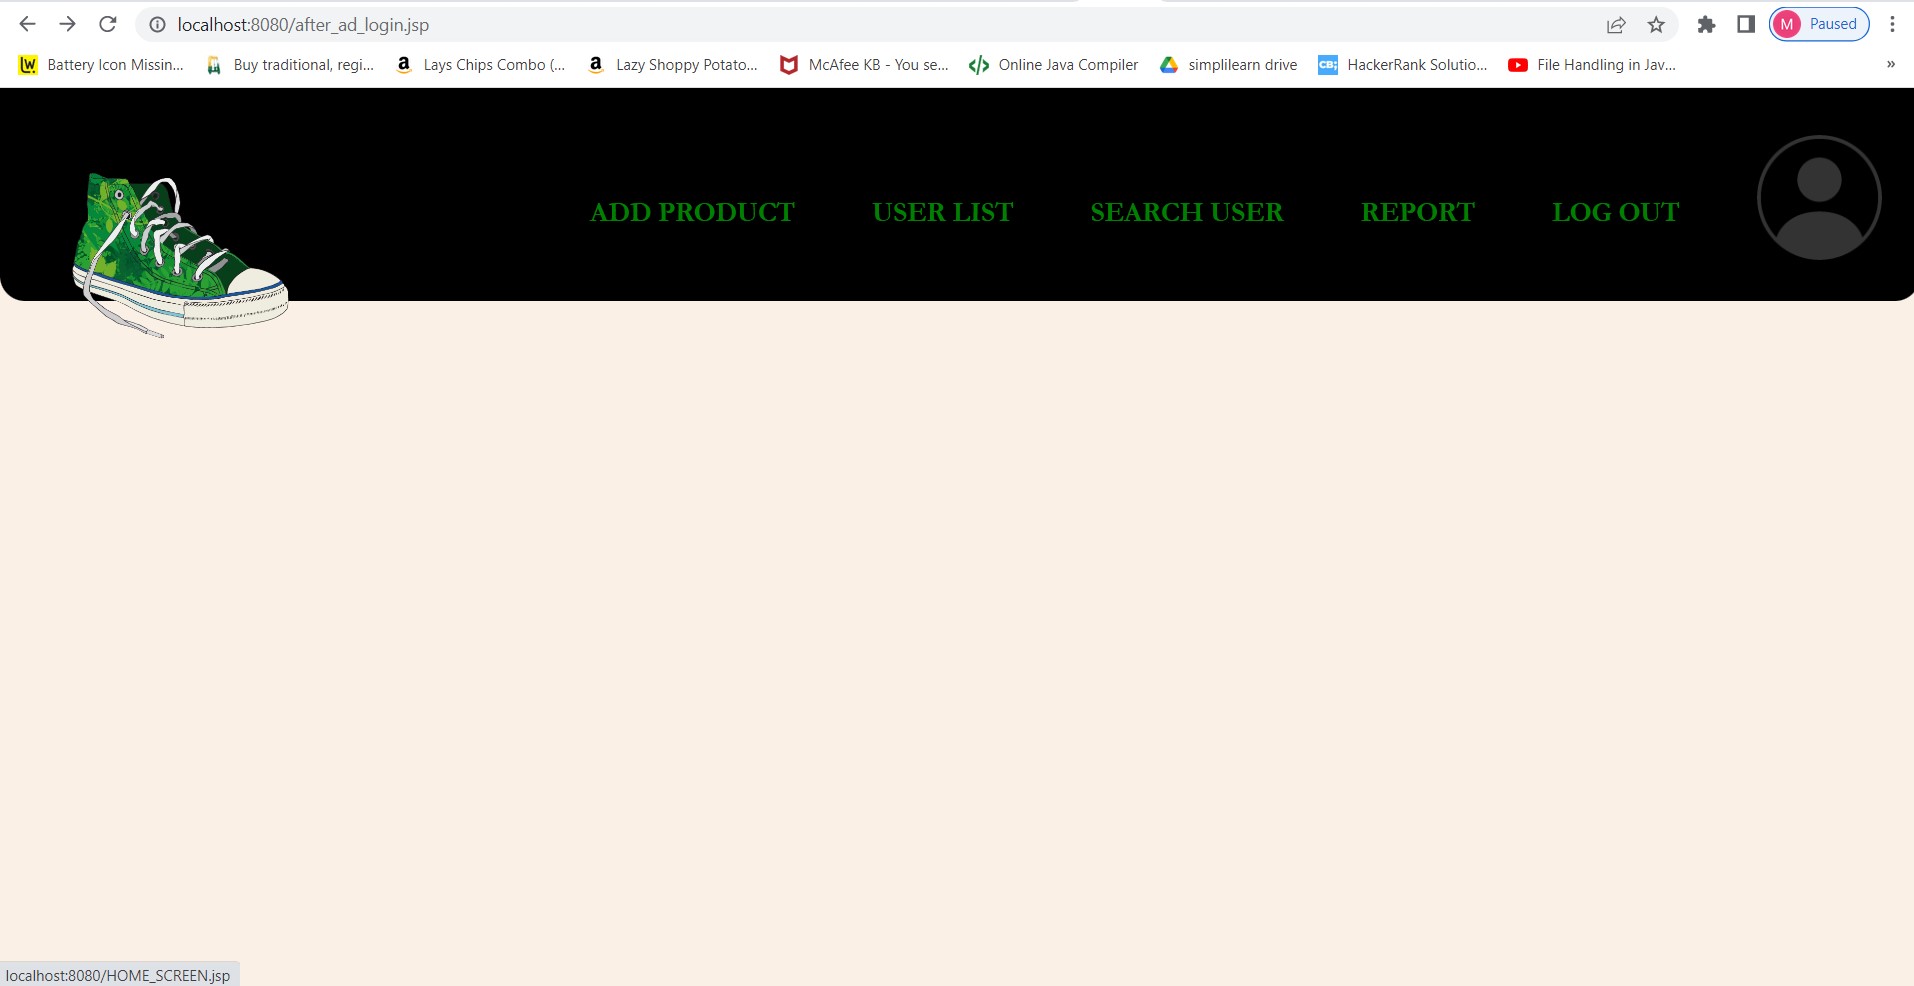 localhost:8080/after_ad_login.jsp
M Paused
LW Battery Icon Missin... Buy traditional, regi... a Lays Chips Combo (... a Lazy Shoppy Potato... McAfee KB - You se... </> Online Java Compiler simplilearn drive CB; HackerRank Solutio... File Handling in Jav... »
ADD PRODUCT USER LIST SEARCH USER REPORT LOG OUT
localhost:8080/HOME_SCREEN.jsp